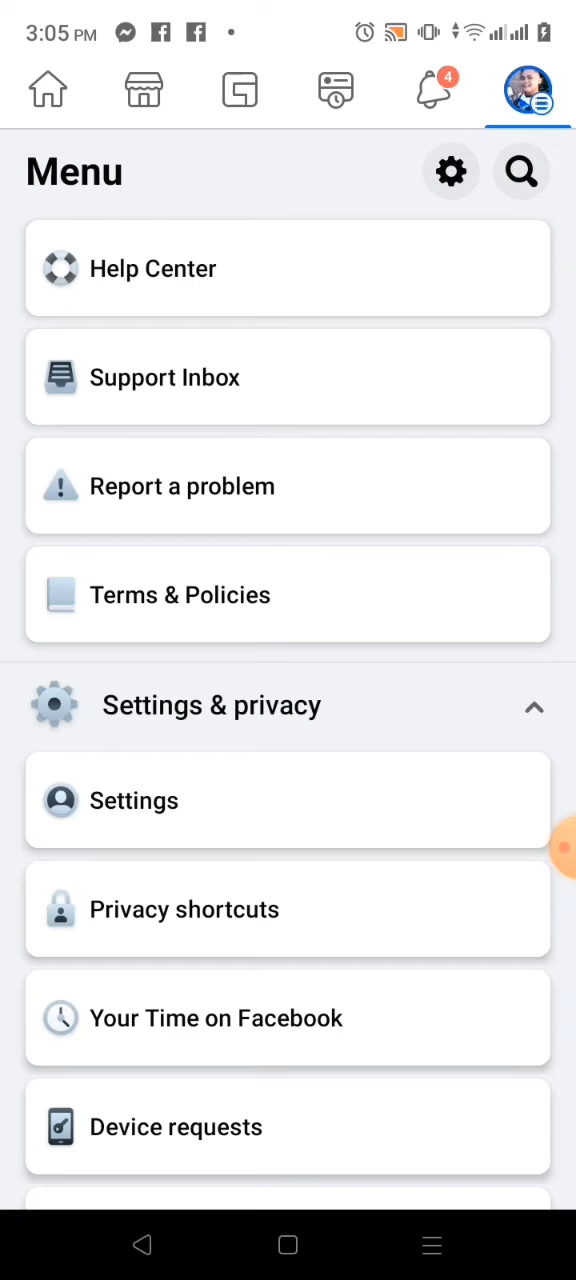 3:05 PM
4
Menu
Help Center
Support Inbox
Report a problem
Terms & Policies
Settings & privacy
Settings
Privacy shortcuts
Your Time on Facebook
Device requests